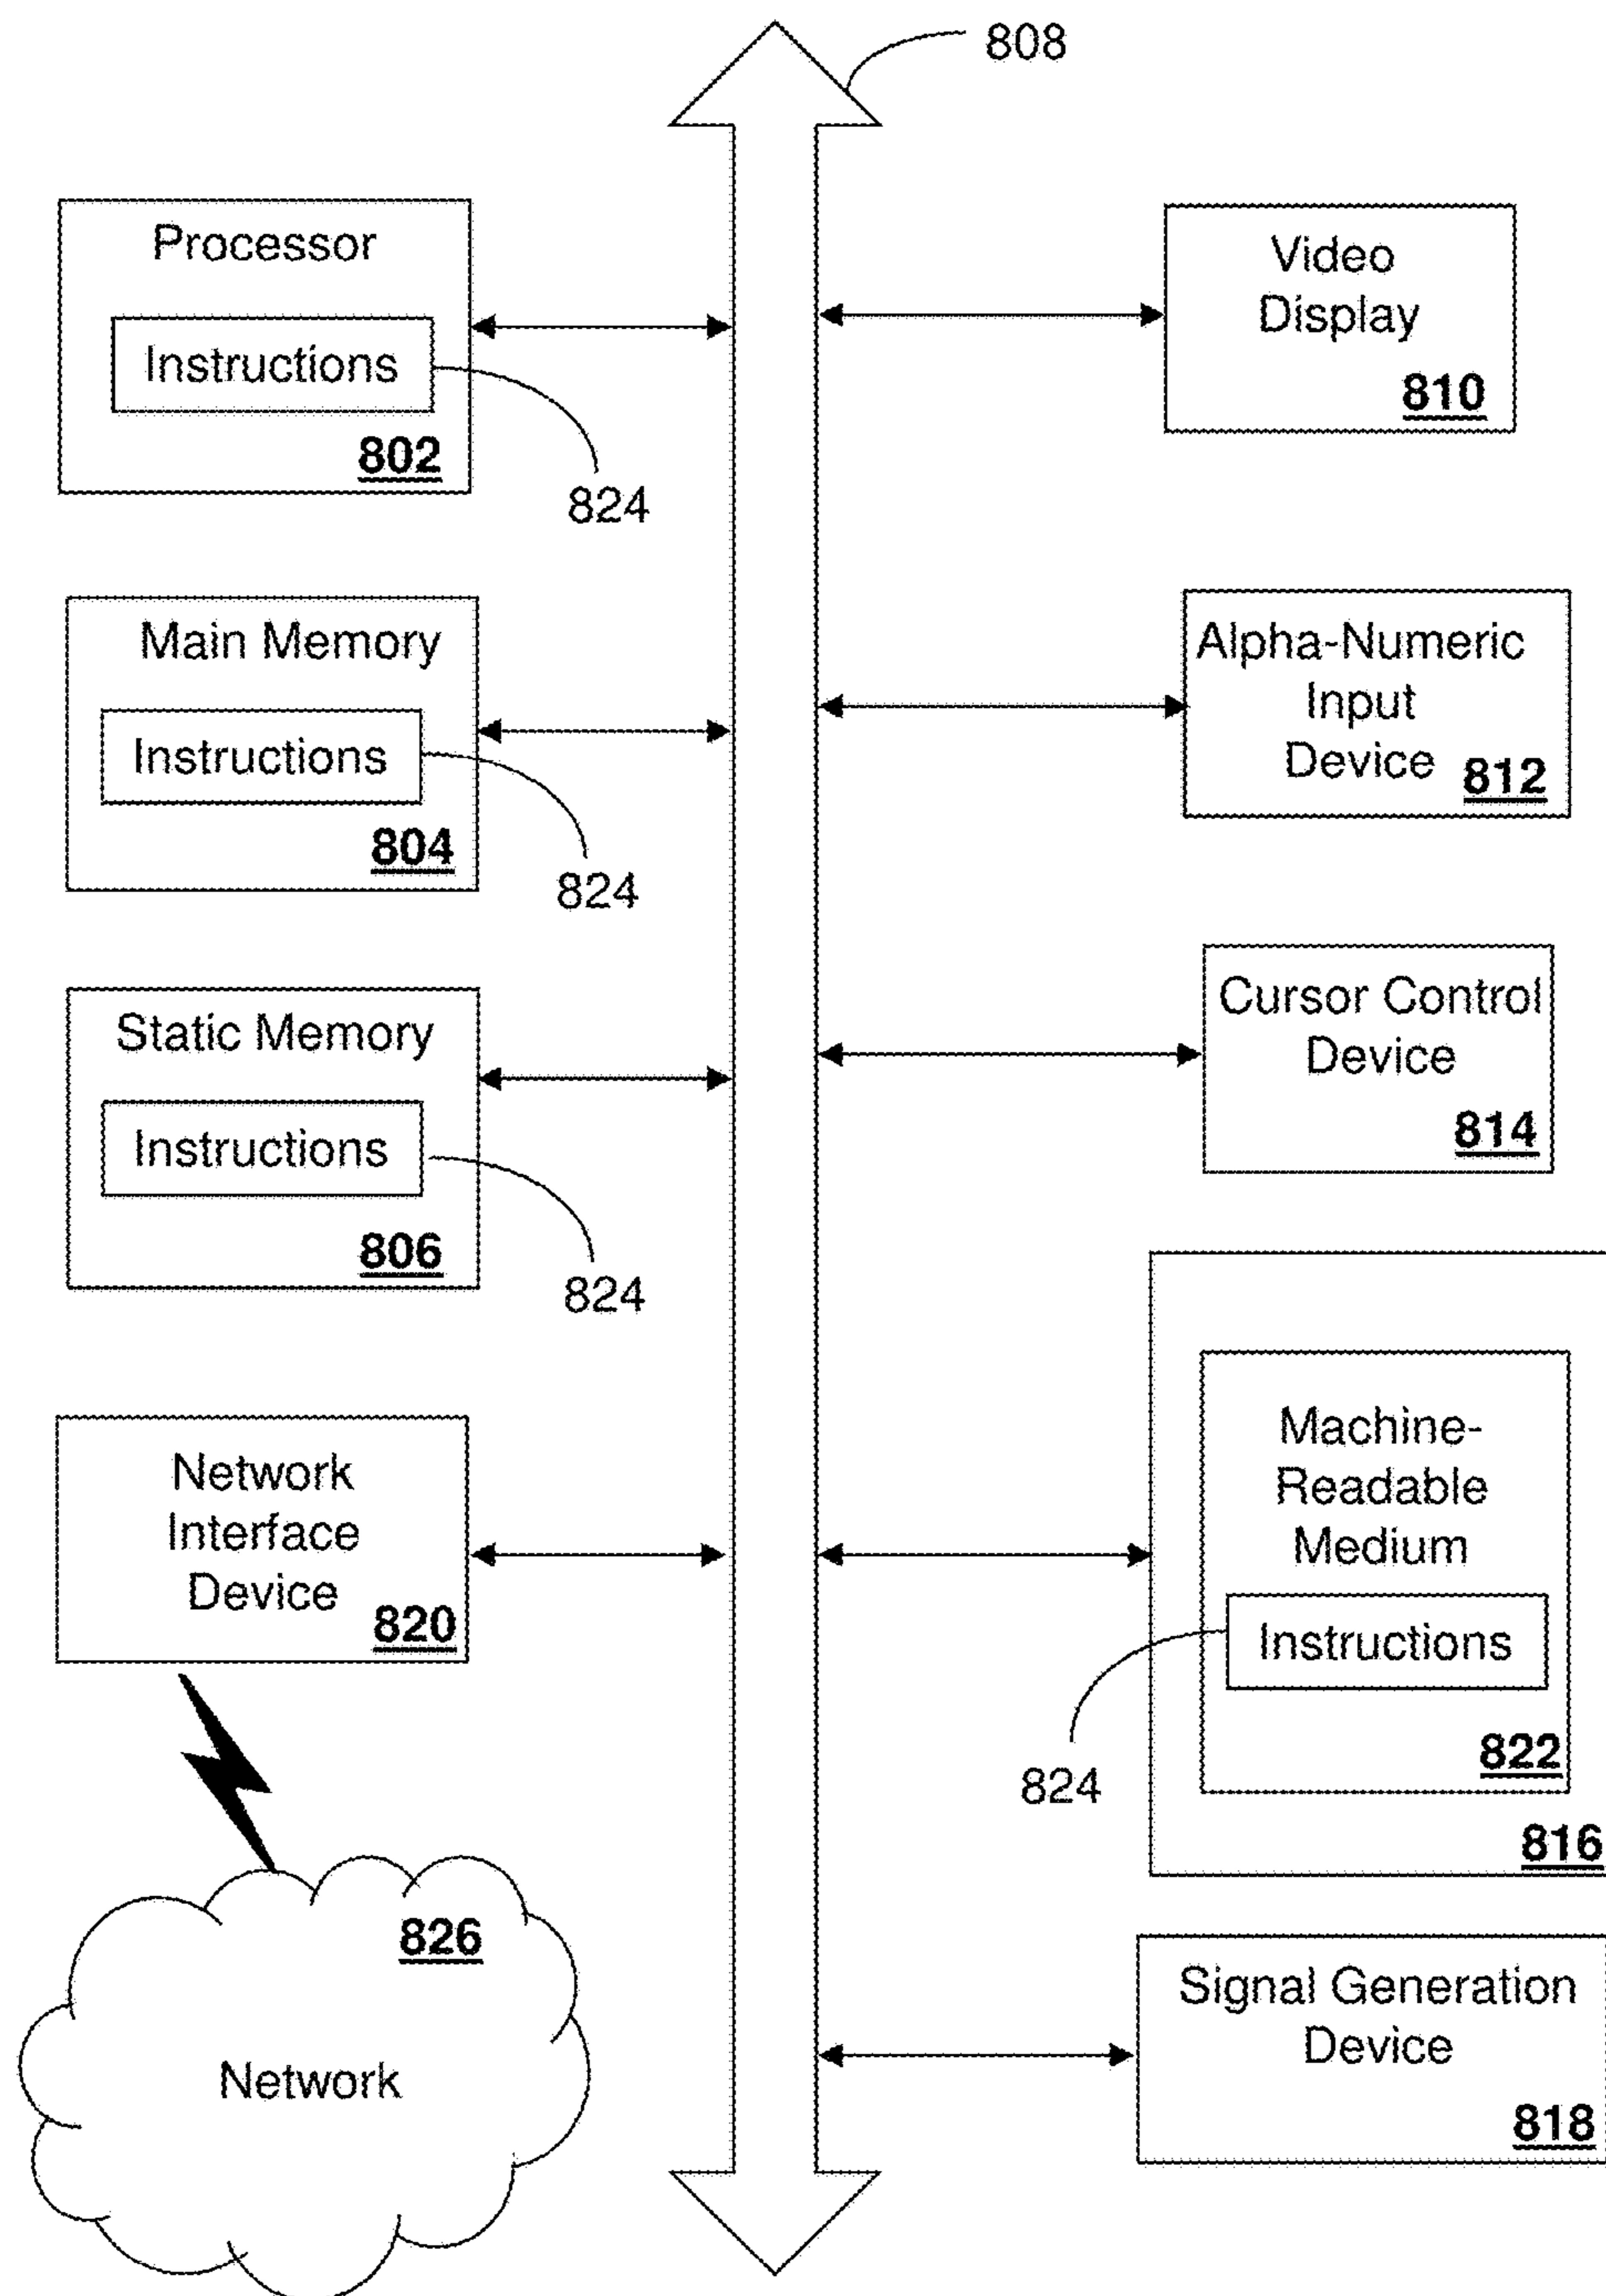 808
Processor
Instructions
802
824
Main Memory
Instructions
804
824
Static Memory
Instructions
806
824
Network
Interface
Device
820
826
Network
Video
Display
810
Alpha-Numeric
Input
Device
812
Cursor Control
Device
814
Machine-
Readable
Medium
Instructions
824
822
816
Signal Generation
Device
818